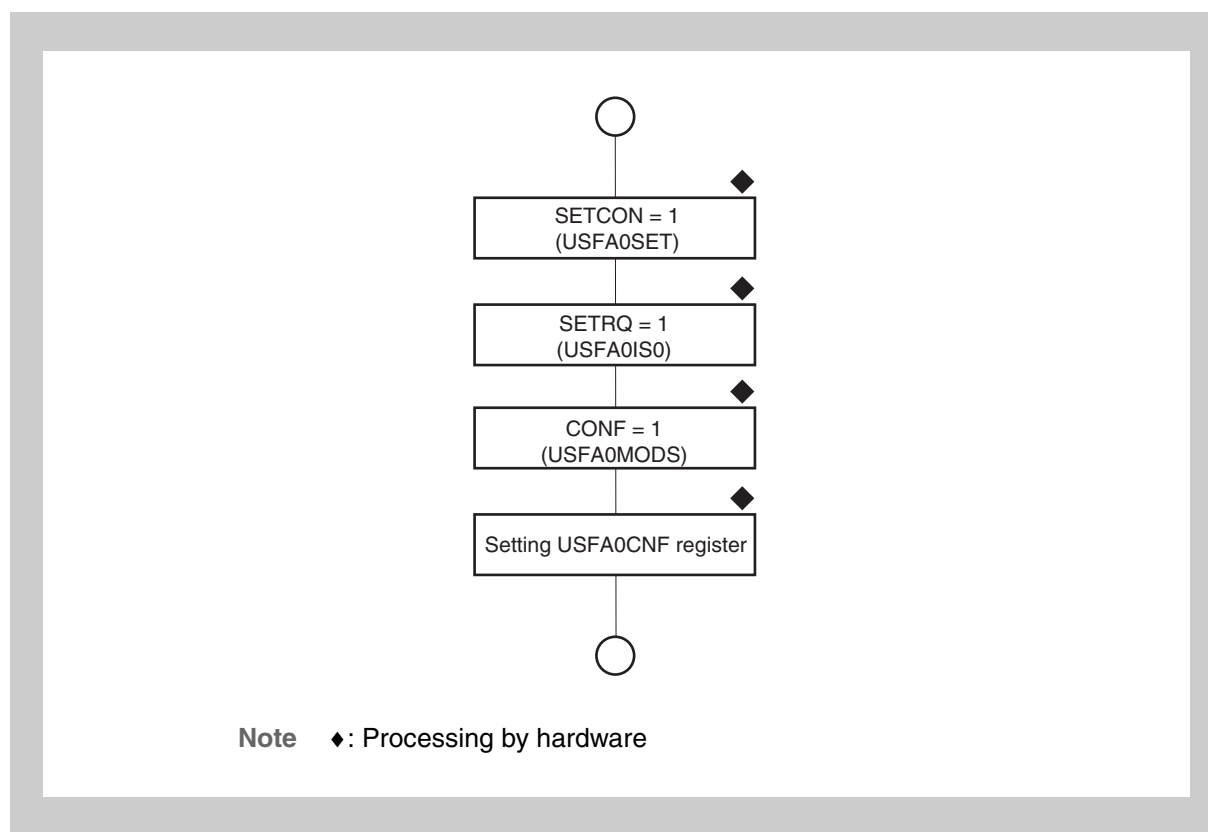 SETCON = 1
(USFA0SET)
SETRQ = 1
(USFA0IS0)
CONF = 1
(USFA0MODS)
Setting USFA0CNF register
Note ♦: Processing by hardware